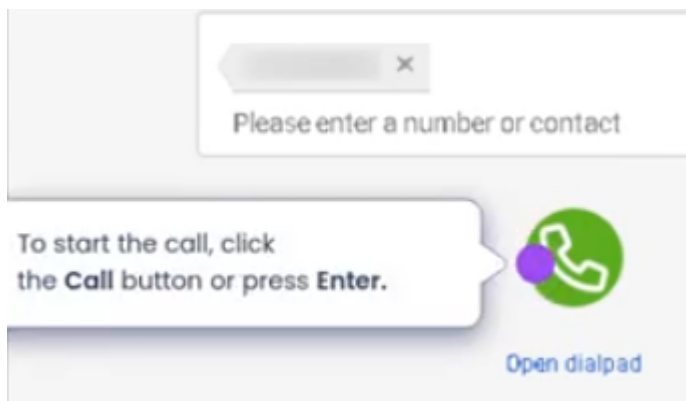 Please enter a number or contact
To start the call, click
the Call button or press Enter.
Open dialpad